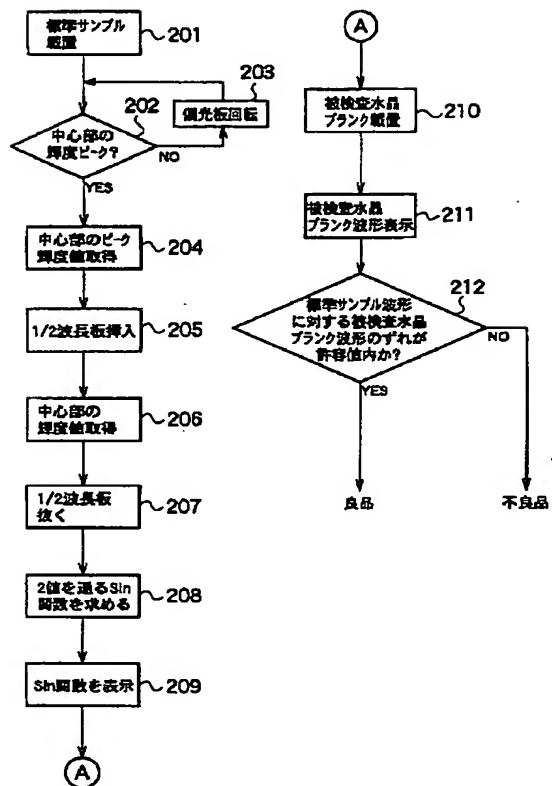 標準サンプル
載置
201
203
偏光板回転
202
中心部の
輝度ピーク?
NO
YES
中心部のピーク
輝度値取得
204
1/2波長板挿入
205
中心部の
輝度値取得
206
1/2波長板
抜く
207
2値を通るSin
関数を求める
208
Sin関数を表示
209
A
A
被検査水晶
ブランク載置
210
被検査水晶
ブランク波形表示
211
212
標準サンプル波形
に対する被検査水晶
ブランク波形のずれが
許容値内か?
NO
YES
良品
不良品